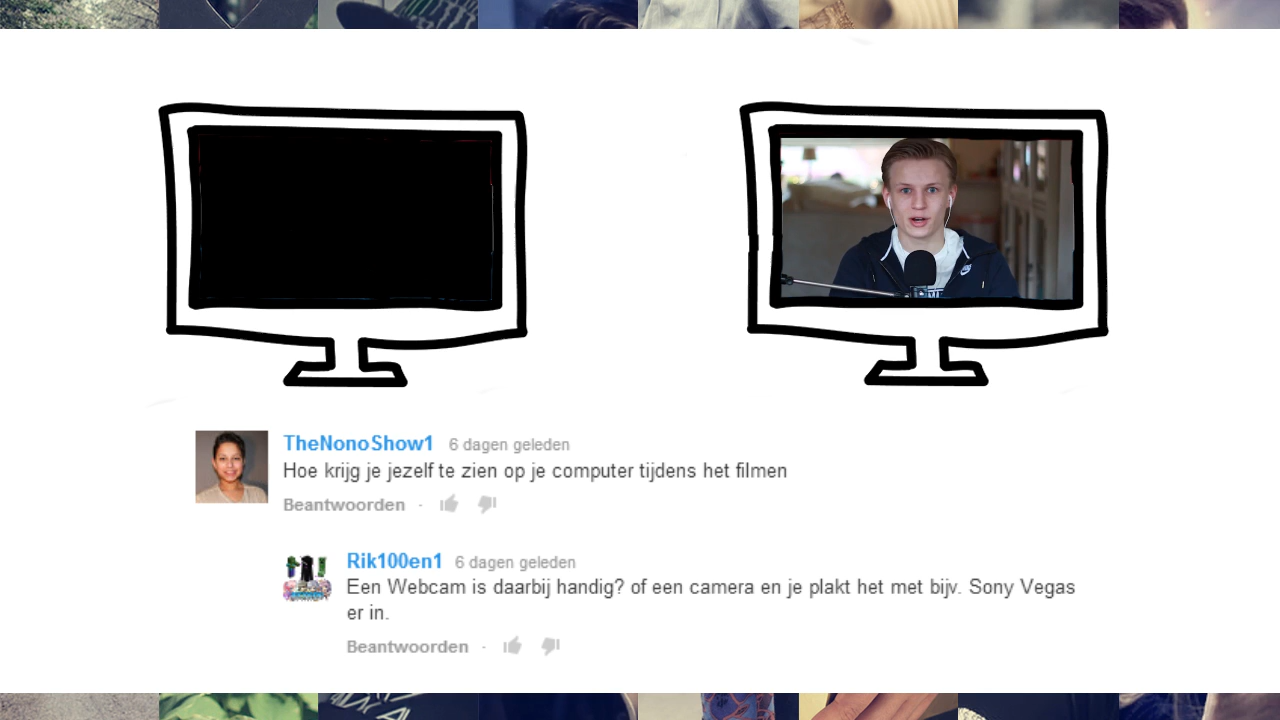 TheNonoShow1 6 dagen geleden
Hoe krijg je jezelf te zien op je computer tijdens het filmen
Beantwoorden ·
Rik100en1 6 dagen geleden
Een Webcam is daarbij handig? of een camera en je plakt het met bijv. Sony Vegas
er in.
Beantwoorden ·